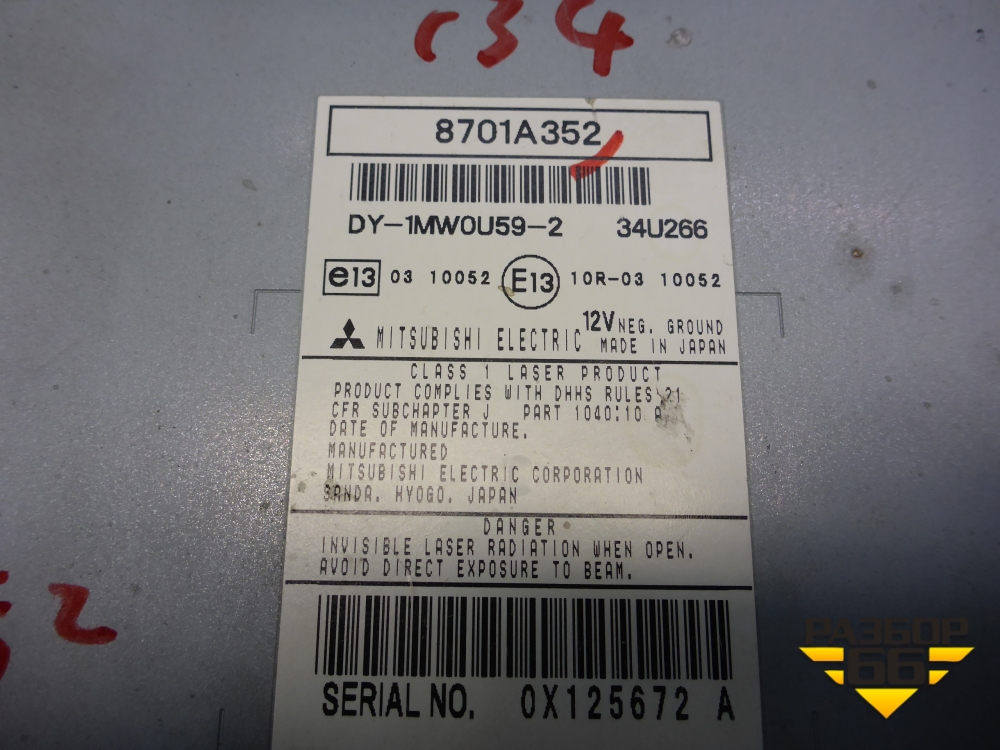 c34
8701A352
DY-1MW0U59-2 34U266
e13 03 10052 E13 10R-03 10052
MITSUBISHI ELECTRIC 12V NEG. GROUND
MADE IN JAPAN
CLASS 1 LASER PRODUCT
PRODUCT COMPLIES WITH DHHS RULES 21
CFR SUBCHAPTER J PART 1040:10 A
DATE OF MANUFACTURE.
MANUFACTURED
MITSUBISHI ELECTRIC CORPORATION
SANDA. HYOGO. JAPAN
DANGER
INVISIBLE LASER RADIATION WHEN OPEN.
AVOID DIRECT EXPOSURE TO BEAM.
SERIAL NO. 0X125672 A
РАЗБОР
66